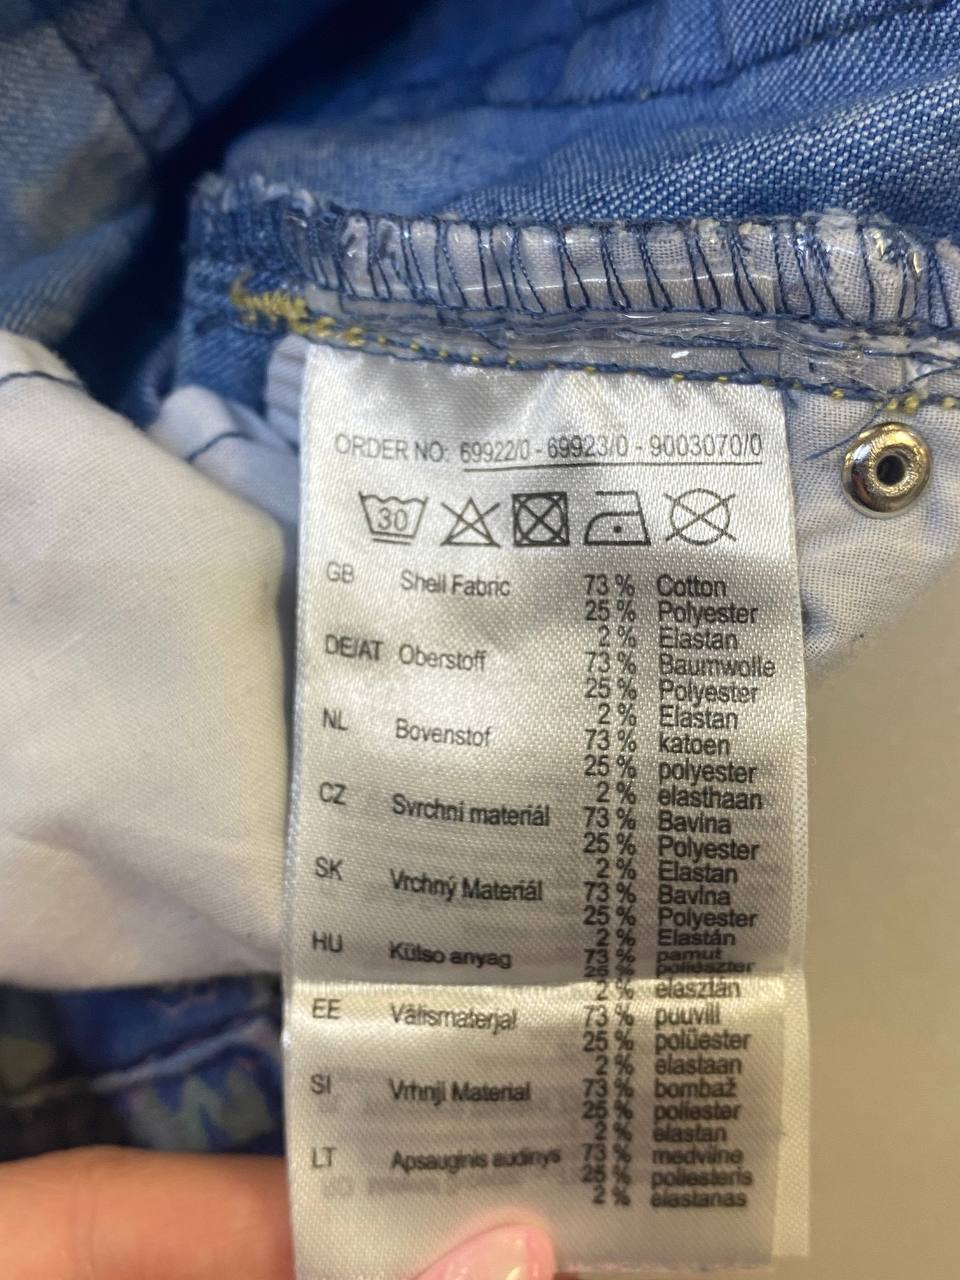 ORDER NO: 69922/0 - 69923/0 - 9003070/0
30
GB Shell Fabric 73 % Cotton
25 % Polyester
2 % Elastan
DE/AT Oberstoff 73 % Baumwolle
25 % Polyester
2 % Elastan
NL Bovenstof 73 % katoen
25 % polyester
2 % elasthaan
CZ Svrchní materiál 73 % Bavlna
25 % Polyester
2 % Elastan
SK Vrchný Materiál 73 % Bavlna
25 % Polyester
2 % Elastán
HU Külso anyag 73 % pamut
25 % poliészter
2 % elasztán
EE Välismaterjal 73 % puuvill
25 % polüester
2 % elastaan
SI Vrhnji Material 73 % bombaž
25 % poliester
2 % elastan
LT Apsauginis audinys 73 % medvilne
25 % poliesteris
2 % elastanas